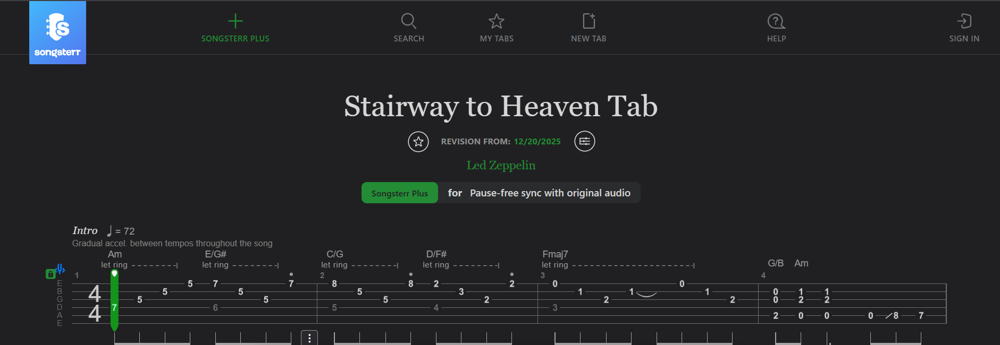 songsterr
SONGSTERR PLUS
SEARCH
MY TABS
NEW TAB
HELP
SIGN IN
Stairway to Heaven Tab
REVISION FROM: 12/20/2025
Led Zeppelin
Songsterr Plus for Pause-free sync with original audio
Intro ♩ = 72
Gradual accel. between tempos throughout the song
Am E/G# C/G D/F# Fmaj7
let ring let ring let ring let ring let ring
G/B Am
1 2 3 4
E 5 7 7 8 8 2 2 0 0
B 5 5 5 3 1 1 1 0 1 1
G 5 5 5 2 2 2 0 2 2
D 7 6 5 4 3
A 2 0 0 0 8 7
E
4
4